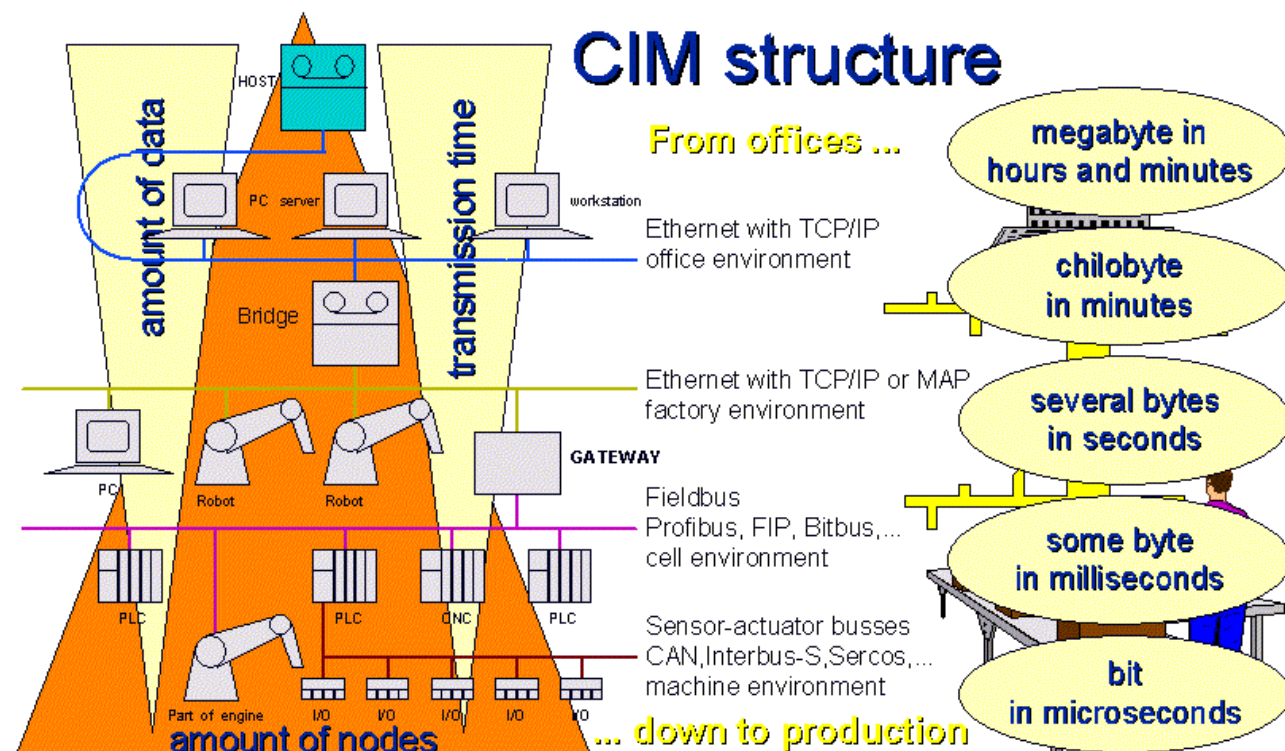 CIM structure
HOST
amount of data
transmission time
From offices ...
megabyte in
hours and minutes
PC server
workstation
Ethernet with TCP/IP
office environment
chilobyte
in minutes
Bridge
Ethernet with TCP/IP or MAP
factory environment
several bytes
in seconds
PC
Robot
Robot
GATEWAY
Fieldbus
Profibus, FIP, Bitbus,...
cell environment
some byte
in milliseconds
PLC
PLC
CNC
PLC
Sensor-actuator busses
CAN,Interbus-S,Sercos,...
machine environment
bit
in microseconds
Part of engine
I/O
I/O
I/O
I/O
I/O
amount of nodes
... down to production